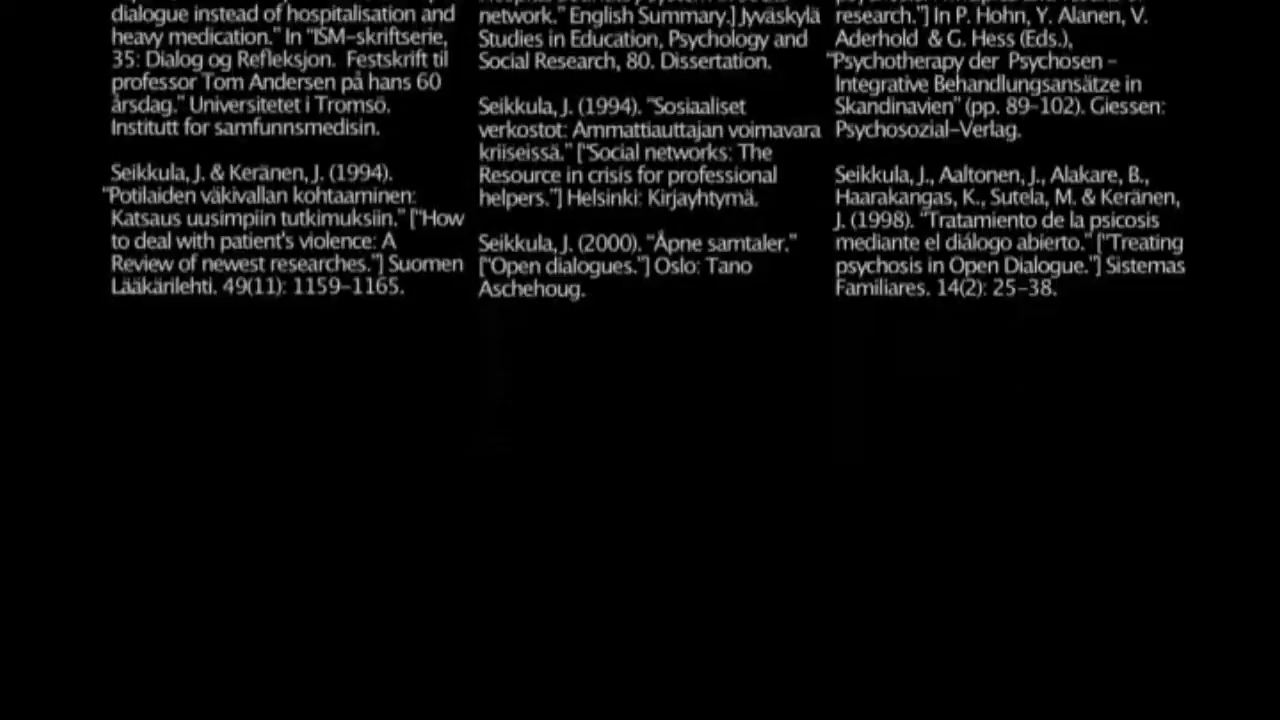 dialogue instead of hospitalisation and
heavy medication." In "ISM-skriftserie,
35: Dialog og Refleksjon. Festskrift til
professor Tom Andersen på hans 60
årsdag." Universitetet i Tromsö.
Institutt for samfunnsmedisin.
Seikkula, J. & Keränen, J. (1994).
"Potilaiden väkivallan kohtaaminen:
Katsaus uusimpiin tutkimuksiin." ["How
to deal with patient's violence: A
Review of newest researches."] Suomen
Lääkärilehti. 49(11): 1159-1165.
network." English Summary.] Jyväskylä
Studies in Education, Psychology and
Social Research, 80. Dissertation.
Seikkula, J. (1994). "Sosiaaliset
verkostot: Ammattiauttajan voimavara
kriiseissä." ["Social networks: The
Resource in crisis for professional
helpers."] Helsinki: Kirjayhtymä.
Seikkula, J. (2000). "Åpne samtaler."
["Open dialogues."] Oslo: Tano
Aschehoug.
research."] In P. Hohn, Y. Alanen, V.
Aderhold & G. Hess (Eds.),
"Psychotherapy der Psychosen -
Integrative Behandlungsansätze in
Skandinavien" (pp. 89-102). Giessen:
Psychosozial-Verlag.
Seikkula, J., Aaltonen, J., Alakare, B.,
Haarakangas, K., Sutela, M. & Keränen,
J. (1998). "Tratamiento de la psicosis
mediante el diálogo abierto." ["Treating
psychosis in Open Dialogue."] Sistemas
Familiares. 14(2): 25-38.